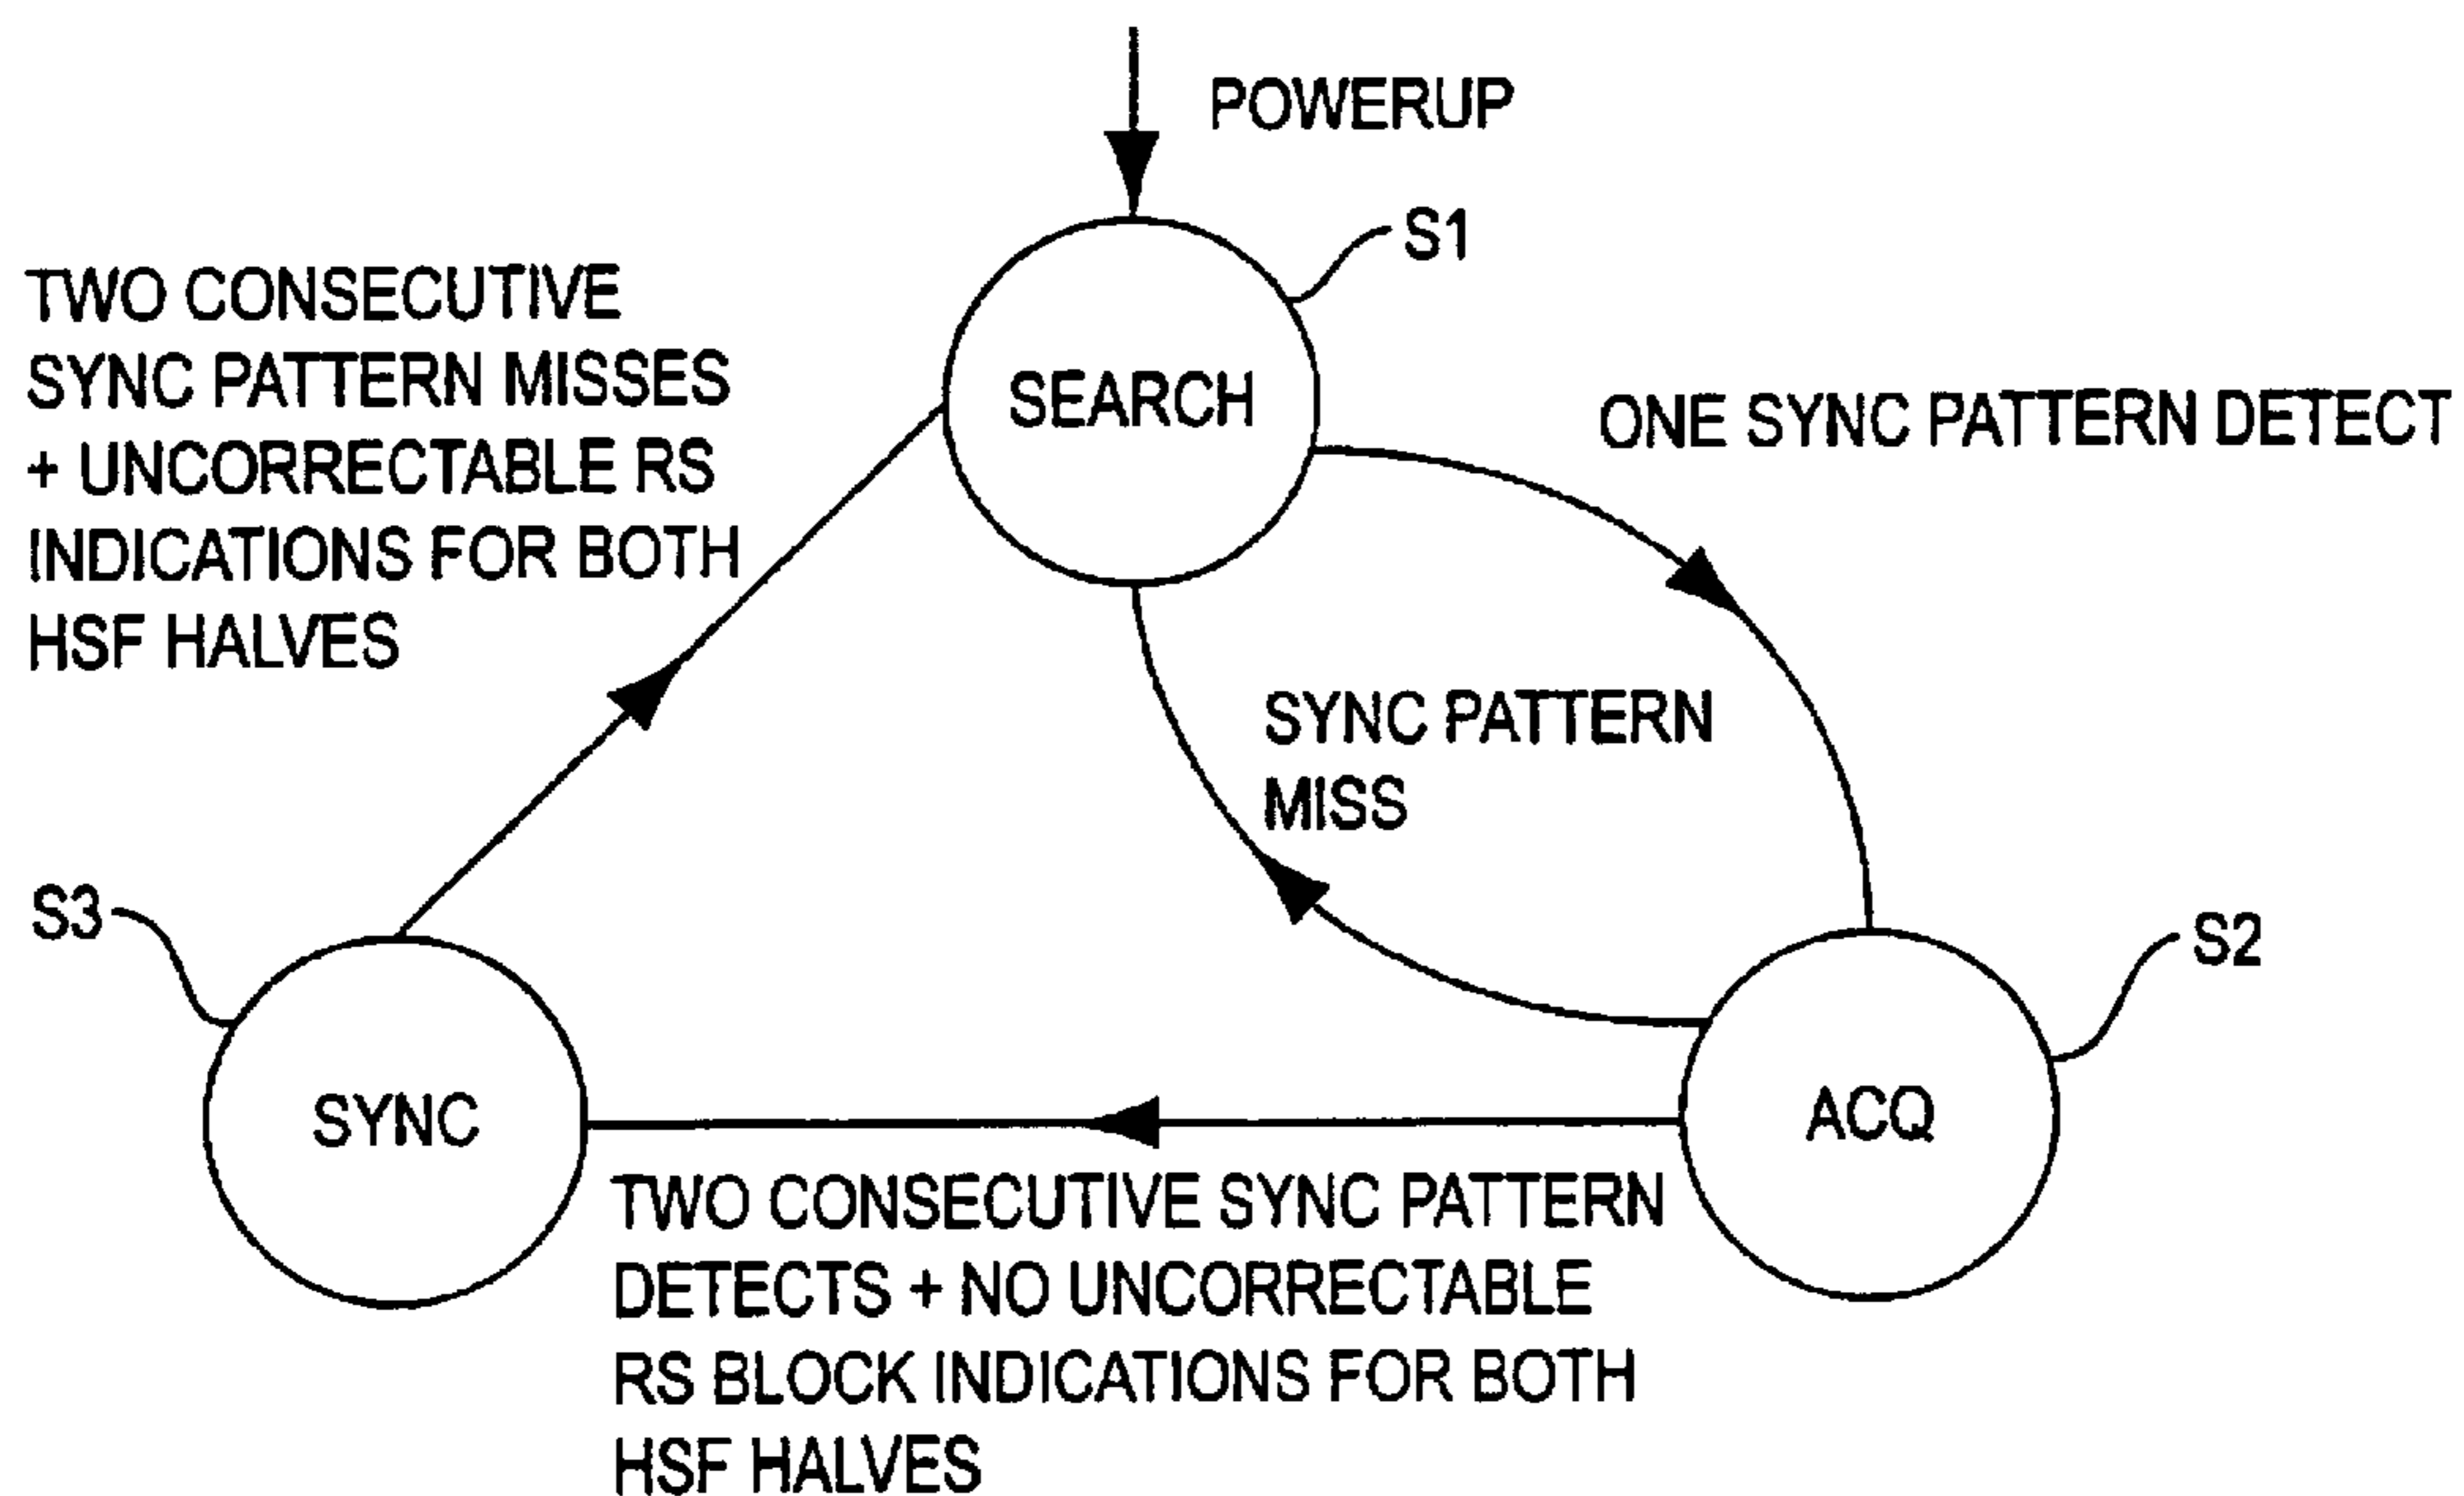 POWERUP
S1
TWO CONSECUTIVE
SYNC PATTERN MISSES
+ UNCORRECTABLE RS
INDICATIONS FOR BOTH
HSF HALVES
SEARCH
ONE SYNC PATTERN DETECT
SYNC PATTERN
MISS
S3
S2
SYNC
ACQ
TWO CONSECUTIVE SYNC PATTERN
DETECTS + NO UNCORRECTABLE
RS BLOCK INDICATIONS FOR BOTH
HSF HALVES